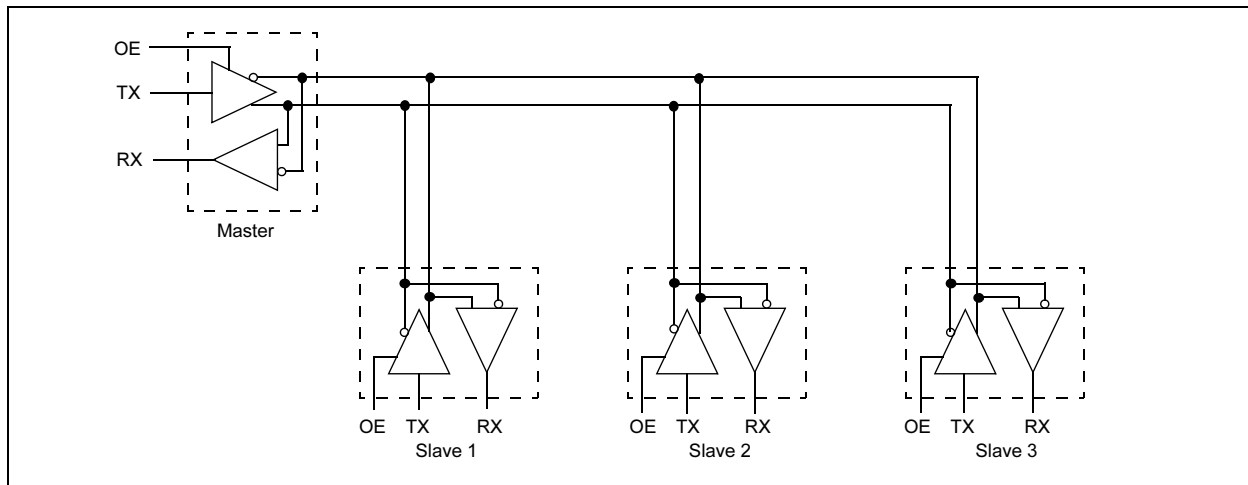 OE
TX
RX
Master
OE TX RX
Slave 1
OE TX RX
Slave 2
OE TX RX
Slave 3